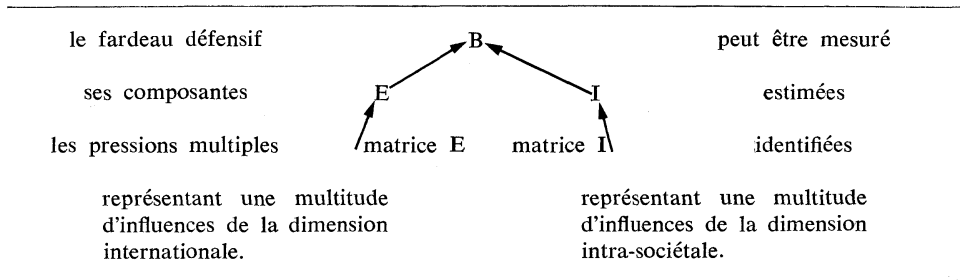 le fardeau défensif B peut être mesuré
ses composantes E I estimées
les pressions multiples matrice E matrice I identifiées
représentant une multitude représentant une multitude
d'influences de la dimension d'influences de la dimension
internationale. intra-sociétale.